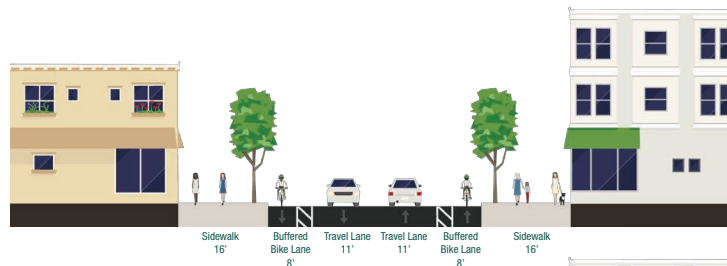 Sidewalk
16'
Buffered
Bike Lane
8'
Travel Lane
11'
Travel Lane
11'
Buffered
Bike Lane
8'
Sidewalk
16'